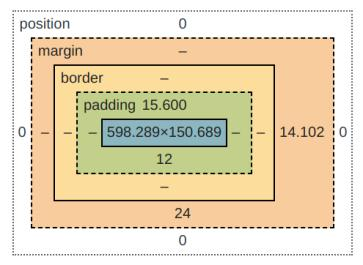 position 0
margin –
border –
padding 15.600
0 – – – 598.289×150.689 – – 14.102 0
12
–
24
0